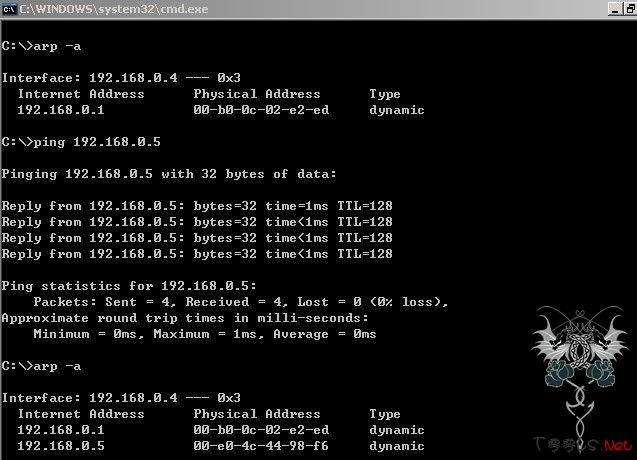 C:\WINDOWS\system32\cmd.exe
C:\>arp -a
Interface: 192.168.0.4 --- 0x3
Internet Address Physical Address Type
192.168.0.1 00-b0-0c-02-e2-ed dynamic
C:\>ping 192.168.0.5
Pinging 192.168.0.5 with 32 bytes of data:
Reply from 192.168.0.5: bytes=32 time=1ms TTL=128
Reply from 192.168.0.5: bytes=32 time<1ms TTL=128
Reply from 192.168.0.5: bytes=32 time<1ms TTL=128
Reply from 192.168.0.5: bytes=32 time<1ms TTL=128
Ping statistics for 192.168.0.5:
Packets: Sent = 4, Received = 4, Lost = 0 (0% loss),
Approximate round trip times in milli-seconds:
Minimum = 0ms, Maximum = 1ms, Average = 0ms
C:\>arp -a
Interface: 192.168.0.4 --- 0x3
Internet Address Physical Address Type
192.168.0.1 00-b0-0c-02-e2-ed dynamic
192.168.0.5 00-e0-4c-44-98-f6 dynamic